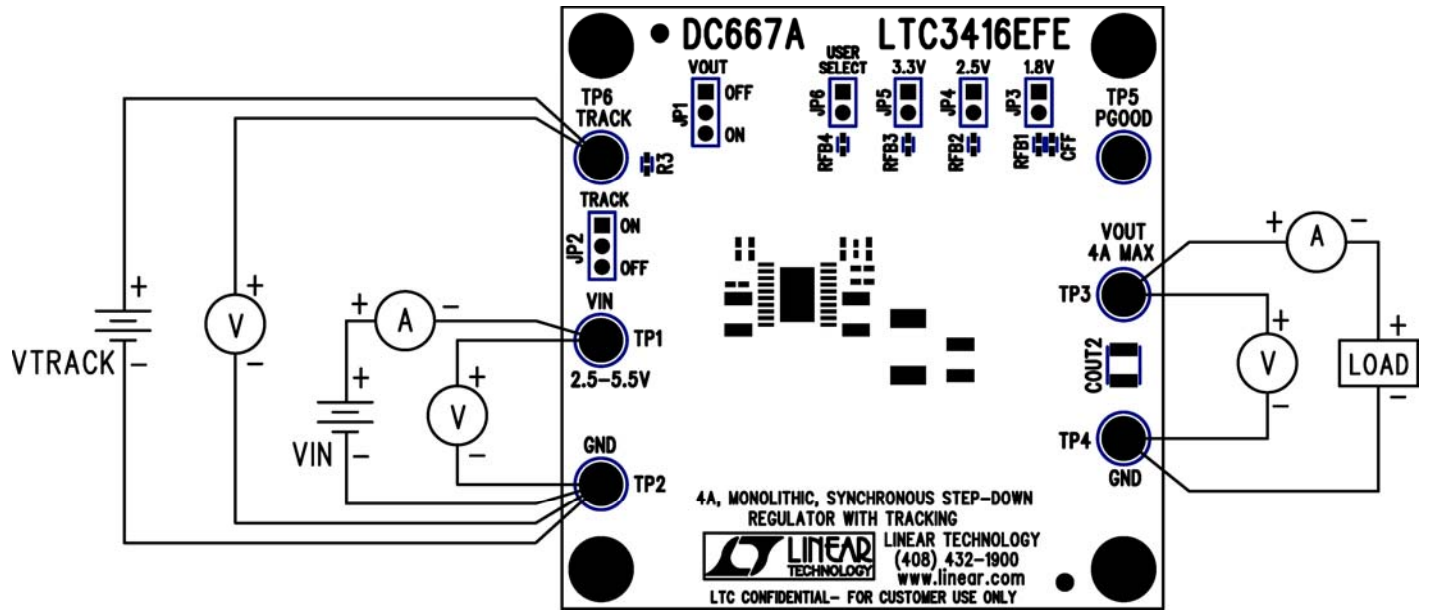 DC667A LTC3416EFE
VOUT
USER
SELECT
3.3V
2.5V
1.8V
TP6
TRACK
JP1
OFF
ON
JP6
JP5
JP4
JP3
TP5
PGOOD
RFB4
RFB3
RFB2
RFB1
CFF
R3
TRACK
JP2
ON
OFF
VIN
TP1
2.5-5.5V
GND
TP2
VOUT
4A MAX
TP3
COUT2
TP4
GND
+
-
VTRACK
+
V
-
+
A
-
+
-
VIN
+
V
-
+
A
-
+
V
-
+
LOAD
-
4A, MONOLITHIC, SYNCHRONOUS STEP-DOWN
REGULATOR WITH TRACKING
LT LINEAR
TECHNOLOGY
LINEAR TECHNOLOGY
(408) 432-1900
www.linear.com
LTC CONFIDENTIAL- FOR CUSTOMER USE ONLY